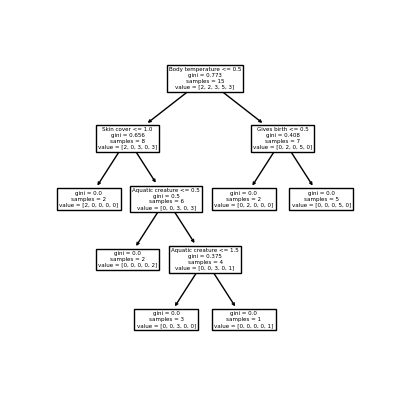 Body temperature <= 0.5
gini = 0.773
samples = 15
value = [2, 2, 3, 5, 3]
Skin cover <= 1.0
gini = 0.656
samples = 8
value = [2, 0, 3, 0, 3]
Gives birth <= 0.5
gini = 0.408
samples = 7
value = [0, 2, 0, 5, 0]
gini = 0.0
samples = 2
value = [2, 0, 0, 0, 0]
Aquatic creature <= 0.5
gini = 0.5
samples = 6
value = [0, 0, 3, 0, 3]
gini = 0.0
samples = 2
value = [0, 2, 0, 0, 0]
gini = 0.0
samples = 5
value = [0, 0, 0, 5, 0]
gini = 0.0
samples = 2
value = [0, 0, 0, 0, 2]
Aquatic creature <= 1.5
gini = 0.375
samples = 4
value = [0, 0, 3, 0, 1]
gini = 0.0
samples = 3
value = [0, 0, 3, 0, 0]
gini = 0.0
samples = 1
value = [0, 0, 0, 0, 1]